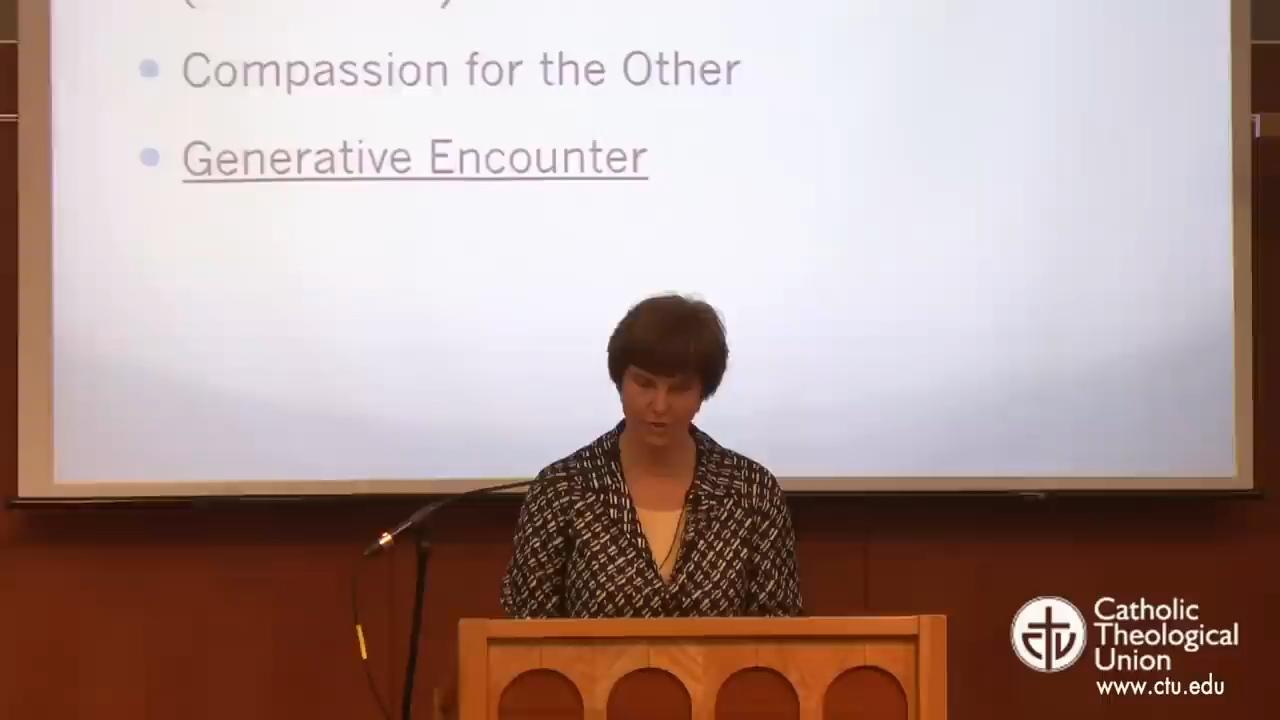 Compassion for the Other
Generative Encounter
Catholic
Theological
Union
www.ctu.edu